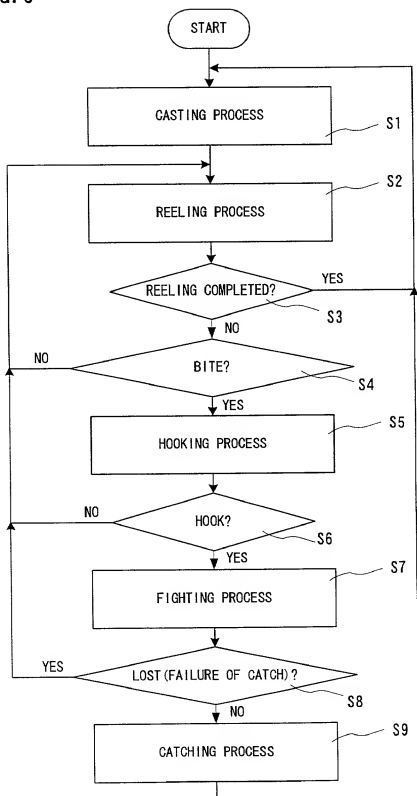 START
CASTING PROCESS
S1
S2
REELING PROCESS
YES
REELING COMPLETED?
S3
NO
NO
BITE?
S4
YES
S5
HOOKING PROCESS
NO
HOOK?
S6
YES
S7
FIGHTING PROCESS
YES
LOST(FAILURE OF CATCH)?
S8
NO
S9
CATCHING PROCESS